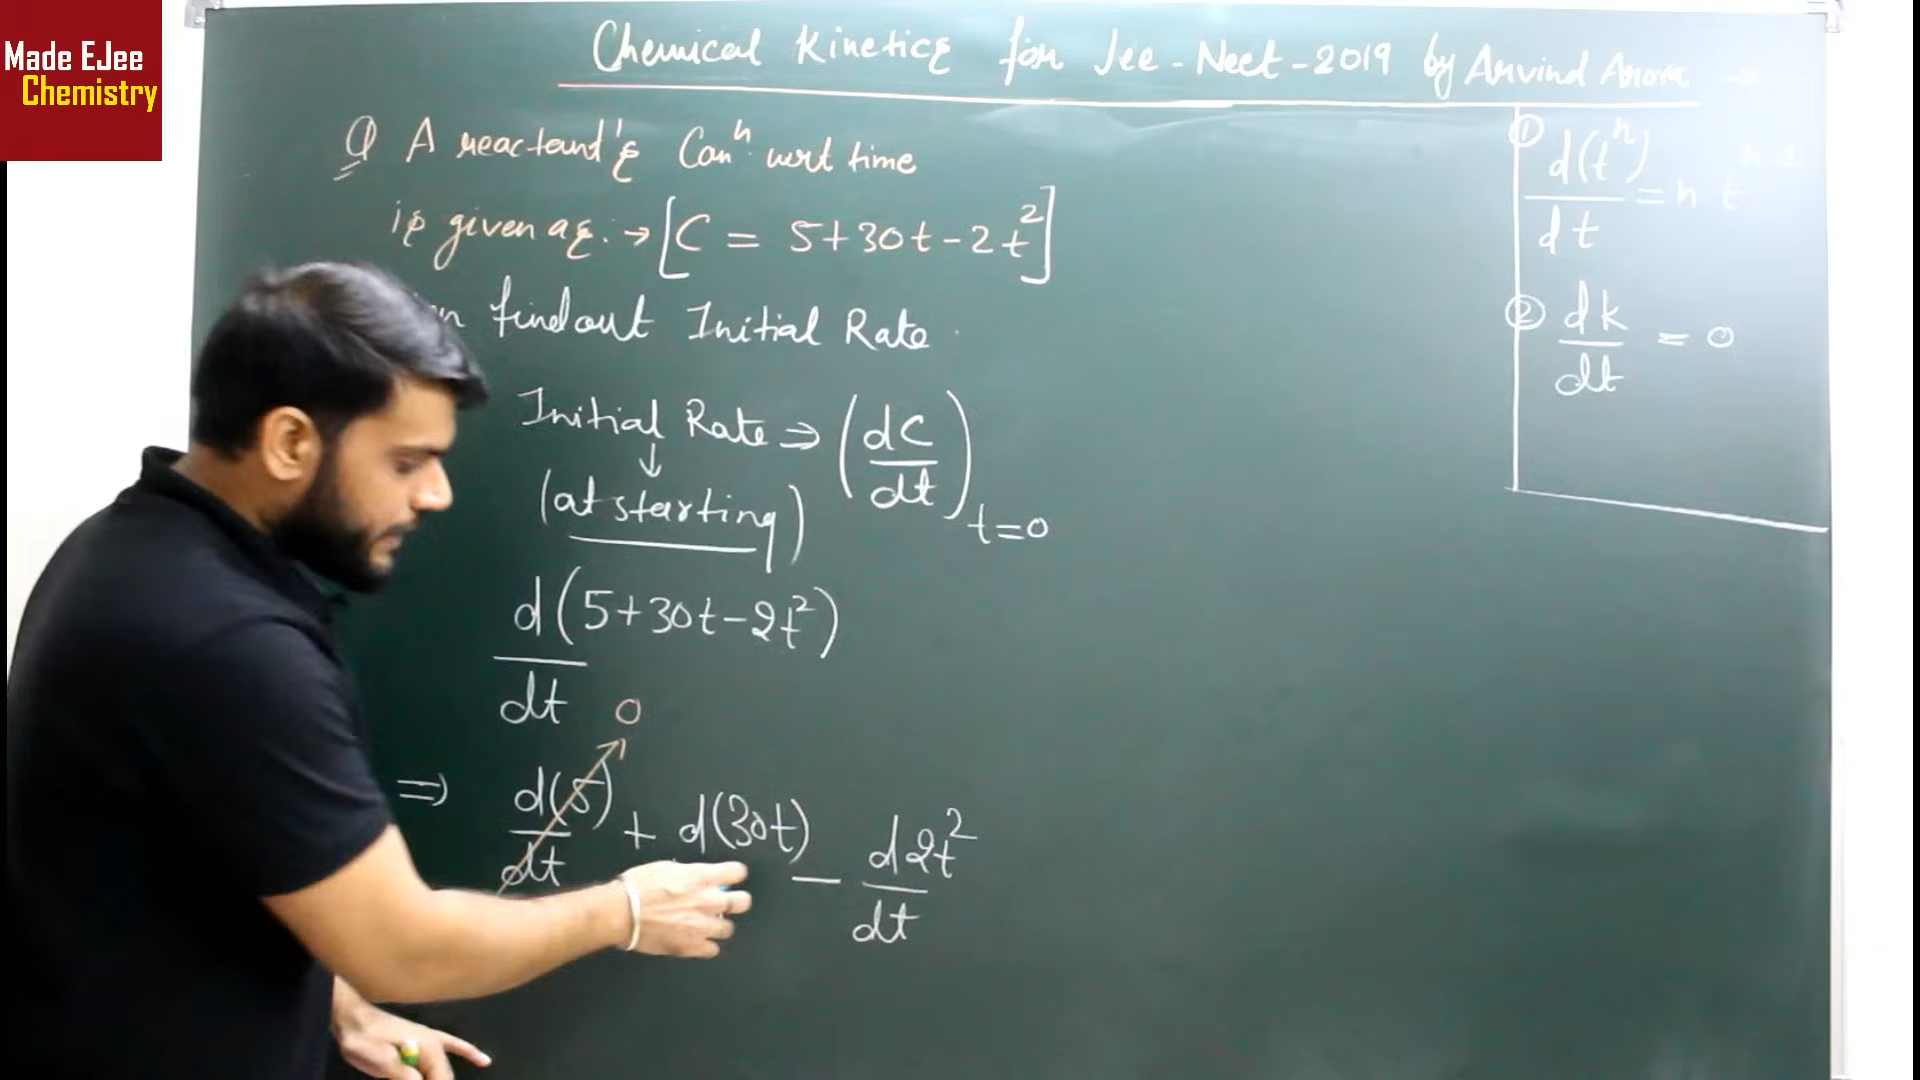 Made EJee
Chemistry
Chemical Kinetics for Jee-Neet-2019 by Arvind Arora
Q A reactant's Conⁿ wrt time
is given as: → [C = 5+30t-2t²]
find out Initial Rate.
Initial Rate ⇒ (dC/dt) t=0
↓
(at starting)
d(5+30t-2t²)
dt
0
⇒ d(5)/dt + d(30t) - d2t²/dt
① d(tⁿ)/dt = n t
② dk/dt = 0